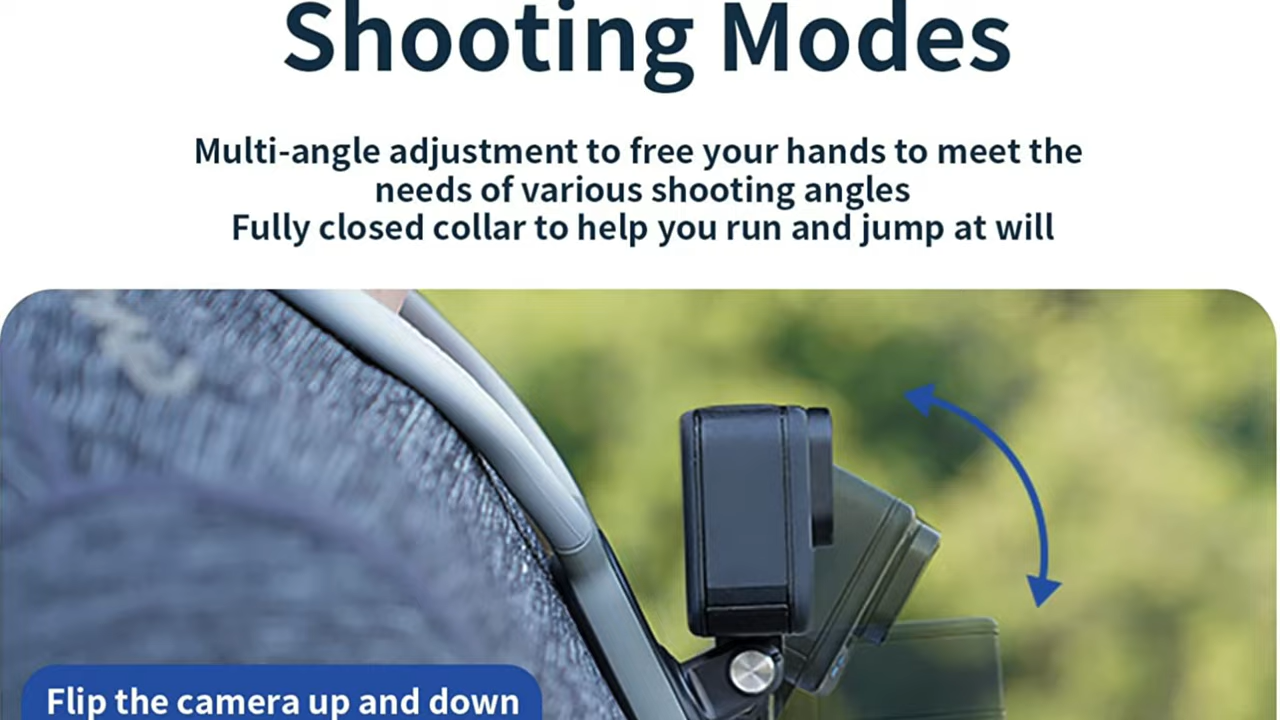 Shooting Modes
Multi-angle adjustment to free your hands to meet the
needs of various shooting angles
Fully closed collar to help you run and jump at will
Flip the camera up and down